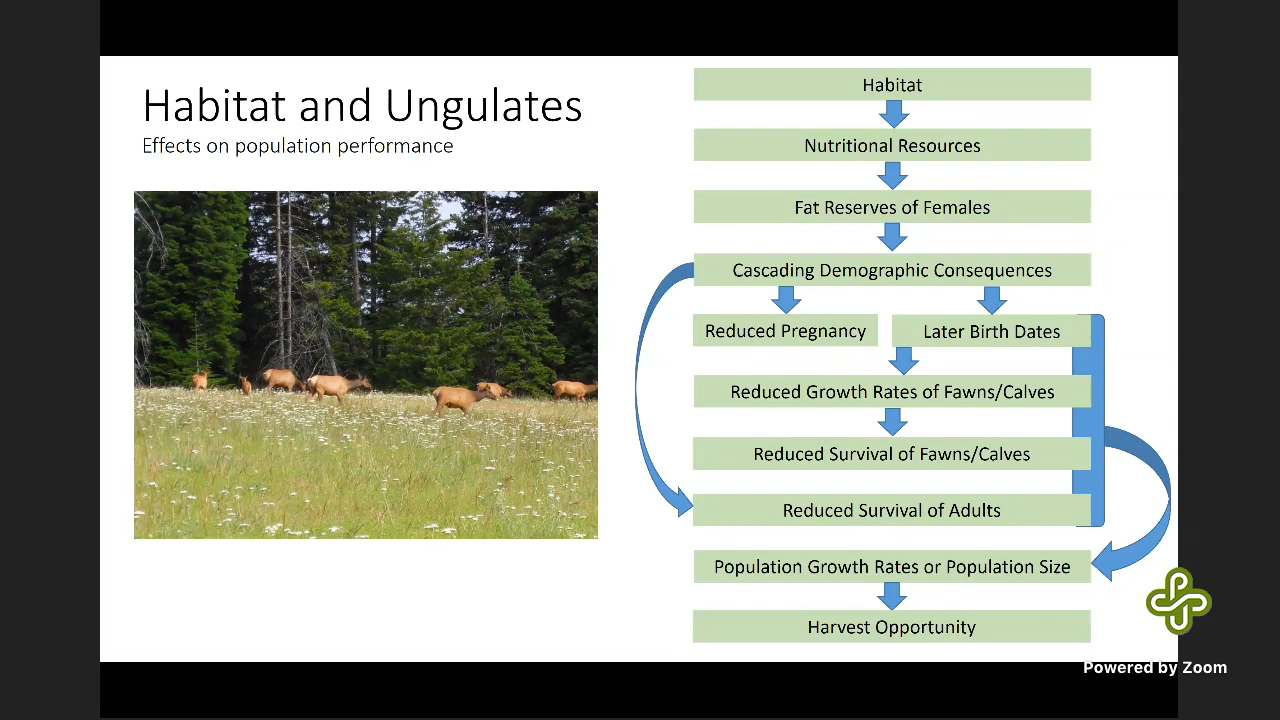 Habitat and Ungulates
Effects on population performance
Habitat
Nutritional Resources
Fat Reserves of Females
Cascading Demographic Consequences
Reduced Pregnancy
Later Birth Dates
Reduced Growth Rates of Fawns/Calves
Reduced Survival of Fawns/Calves
Reduced Survival of Adults
Population Growth Rates or Population Size
Harvest Opportunity
Powered by Zoom